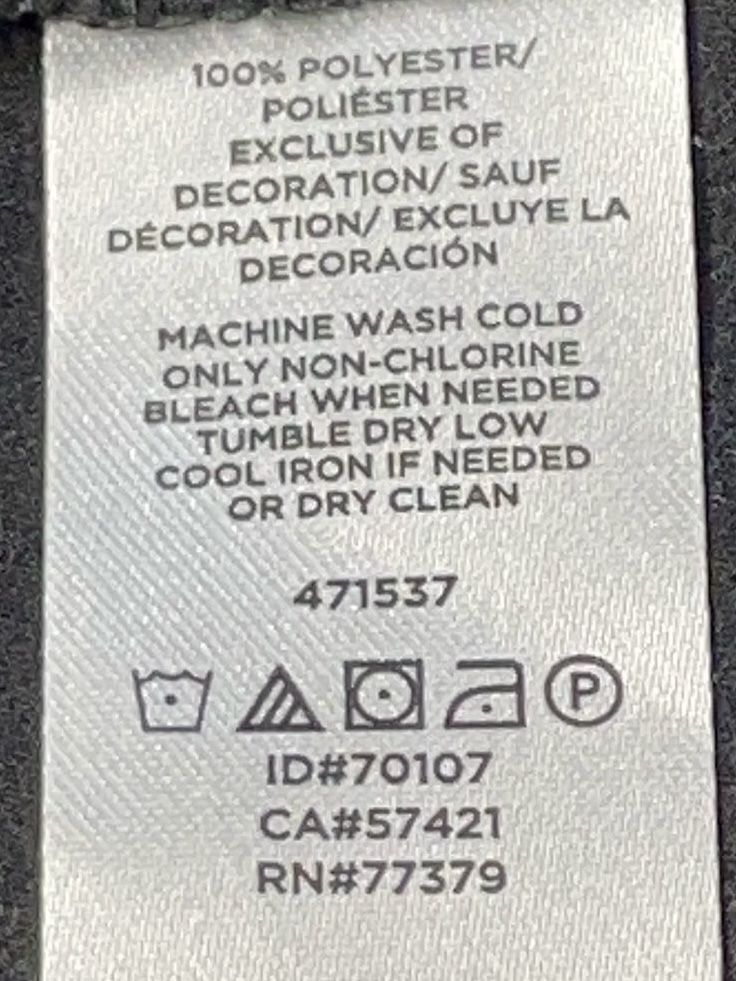 100% POLYESTER/
POLIÉSTER
EXCLUSIVE OF
DECORATION/ SAUF
DÉCORATION/ EXCLUYE LA
DECORACIÓN
MACHINE WASH COLD
ONLY NON-CHLORINE
BLEACH WHEN NEEDED
TUMBLE DRY LOW
COOL IRON IF NEEDED
OR DRY CLEAN
471537
P
ID#70107
CA#57421
RN#77379